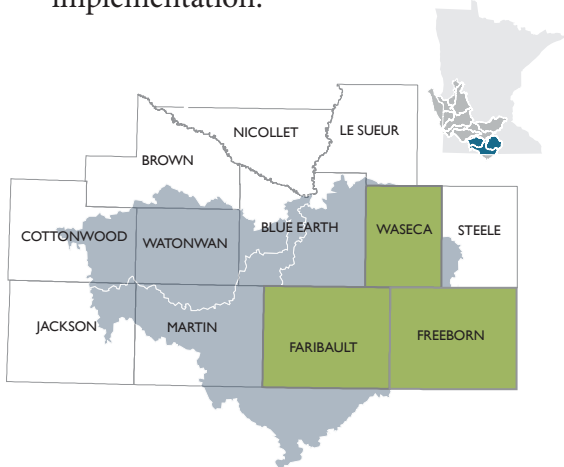 implementation.
NICOLLET
LE SUEUR
BROWN
BLUE EARTH
WASECA
STEELE
COTTONWOOD
WATONWAN
JACKSON
MARTIN
FARIBAULT
FREEBORN